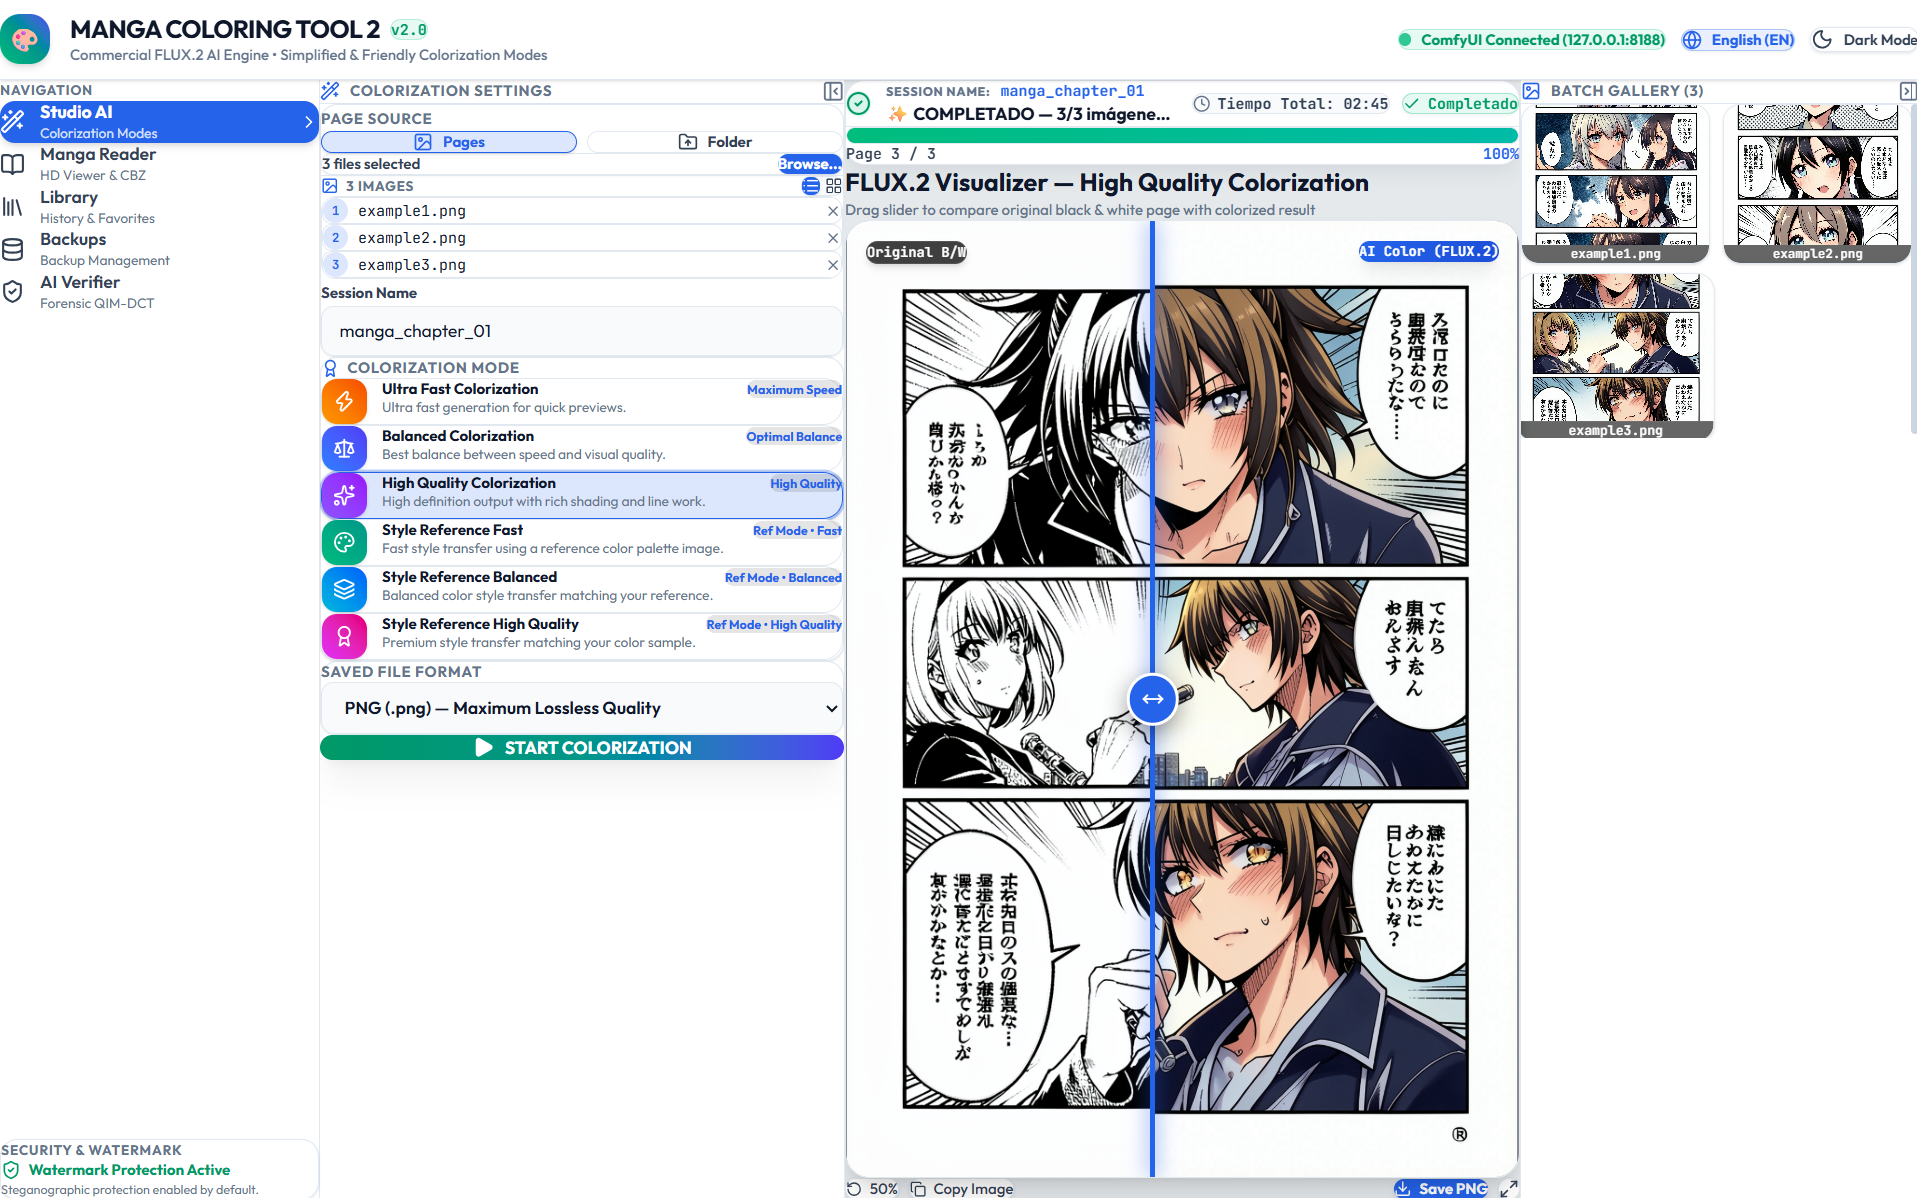 MANGA COLORING TOOL 2 v2.0
Commercial FLUX.2 AI Engine • Simplified & Friendly Colorization Modes
ComfyUI Connected (127.0.0.1:8188)
English (EN)
Dark Mode
NAVIGATION
Studio AI
Colorization Modes
Manga Reader
HD Viewer & CBZ
Library
History & Favorites
Backups
Backup Management
AI Verifier
Forensic QIM-DCT
SECURITY & WATERMARK
Watermark Protection Active
Steganographic protection enabled by default.
COLORIZATION SETTINGS
PAGE SOURCE
Pages
Folder
3 files selected
Browse...
3 IMAGES
1 example1.png
2 example2.png
3 example3.png
Session Name
manga_chapter_01
COLORIZATION MODE
Ultra Fast Colorization
Maximum Speed
Ultra fast generation for quick previews.
Balanced Colorization
Optimal Balance
Best balance between speed and visual quality.
High Quality Colorization
High Quality
High definition output with rich shading and line work.
Style Reference Fast
Ref Mode • Fast
Fast style transfer using a reference color palette image.
Style Reference Balanced
Ref Mode • Balanced
Balanced color style transfer matching your reference.
Style Reference High Quality
Ref Mode • High Quality
Premium style transfer matching your color sample.
SAVED FILE FORMAT
PNG (.png) — Maximum Lossless Quality
START COLORIZATION
SESSION NAME: manga_chapter_01
✨ COMPLETADO — 3/3 imágene...
Tiempo Total: 02:45
Completado
Page 3 / 3
100%
FLUX.2 Visualizer — High Quality Colorization
Drag slider to compare original black & white page with colorized result
Original B/W
AI Color (FLUX.2)
®
50%
Copy Image
Save PNG
BATCH GALLERY (3)
example1.png
example2.png
example3.png